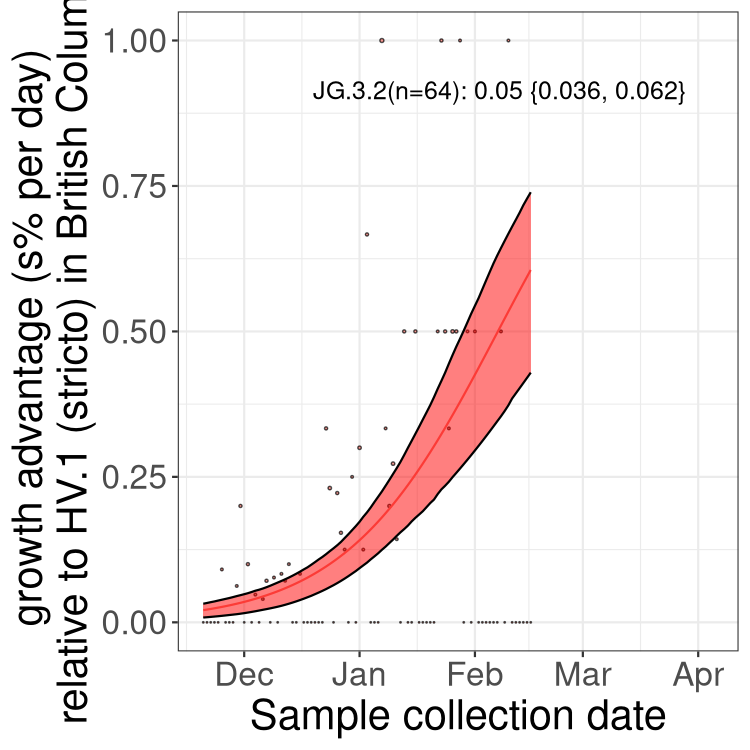 growth advantage (s% per day)
relative to HV.1 (stricto) in British Colum
1.00
0.75
0.50
0.25
0.00
JG.3.2(n=64): 0.05 {0.036, 0.062}
Dec Jan Feb Mar Apr
Sample collection date